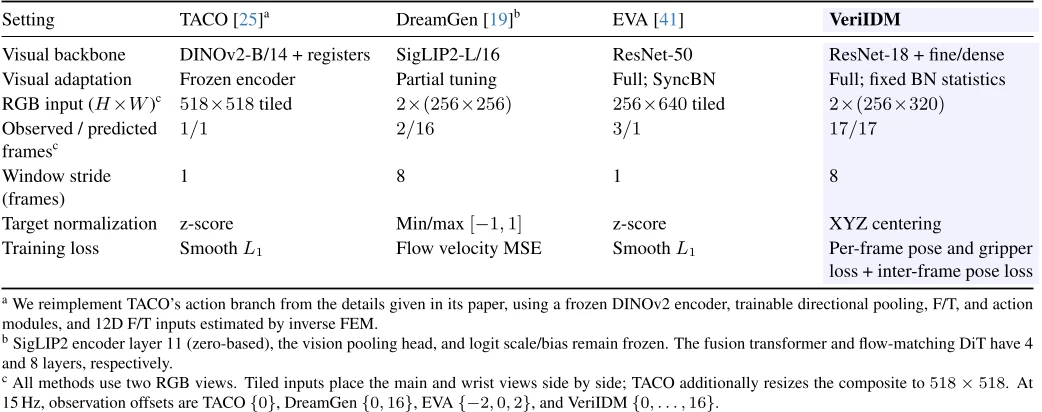 Setting TACO [25]a DreamGen [19]b EVA [41] VeriIDM
Visual backbone DINOv2-B/14 + registers SigLIP2-L/16 ResNet-50 ResNet-18 + fine/dense
Visual adaptation Frozen encoder Partial tuning Full; SyncBN Full; fixed BN statistics
RGB input (H×W)c 518×518 tiled 2×(256×256) 256×640 tiled 2×(256×320)
Observed / predicted 1/1 2/16 3/1 17/17
framesc
Window stride 1 8 1 8
(frames)
Target normalization z-score Min/max [−1, 1] z-score XYZ centering
Training loss Smooth L1 Flow velocity MSE Smooth L1 Per-frame pose and gripper
loss + inter-frame pose loss
a We reimplement TACO's action branch from the details given in its paper, using a frozen DINOv2 encoder, trainable directional pooling, F/T, and action
modules, and 12D F/T inputs estimated by inverse FEM.
b SigLIP2 encoder layer 11 (zero-based), the vision pooling head, and logit scale/bias remain frozen. The fusion transformer and flow-matching DiT have 4
and 8 layers, respectively.
c All methods use two RGB views. Tiled inputs place the main and wrist views side by side; TACO additionally resizes the composite to 518 × 518. At
15 Hz, observation offsets are TACO {0}, DreamGen {0, 16}, EVA {−2, 0, 2}, and VeriIDM {0, . . . , 16}.